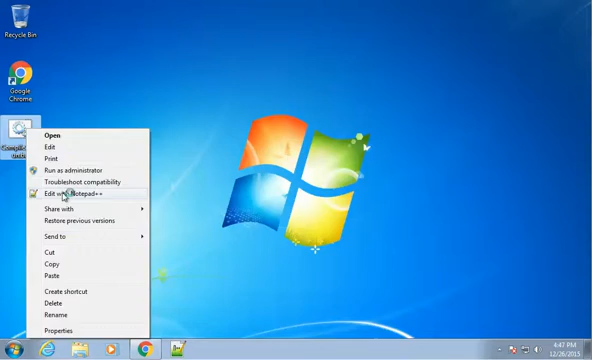 Recycle Bin
Google
Chrome
Open
Edit
Print
Run as administrator
Troubleshoot compatibility
Edit with Notepad++
Share with
Restore previous versions
Send to
Cut
Copy
Paste
Create shortcut
Delete
Rename
Properties
4:47 PM
12/26/2015